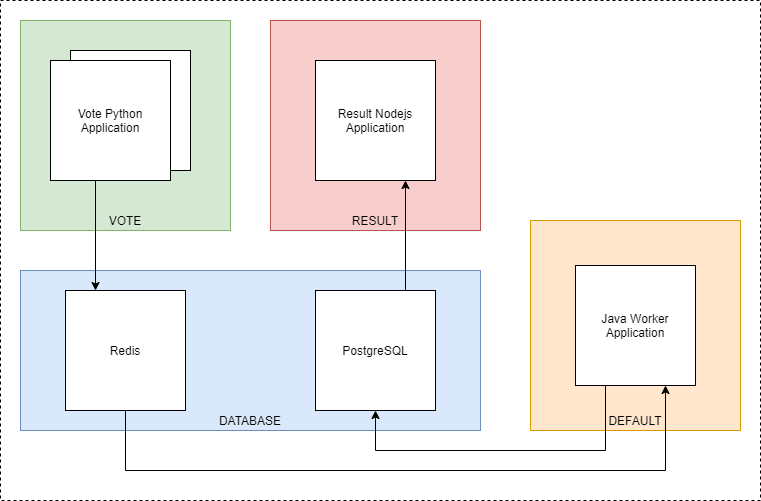 Vote Python
Application
VOTE
Result Nodejs
Application
RESULT
Redis
PostgreSQL
DATABASE
Java Worker
Application
DEFAULT